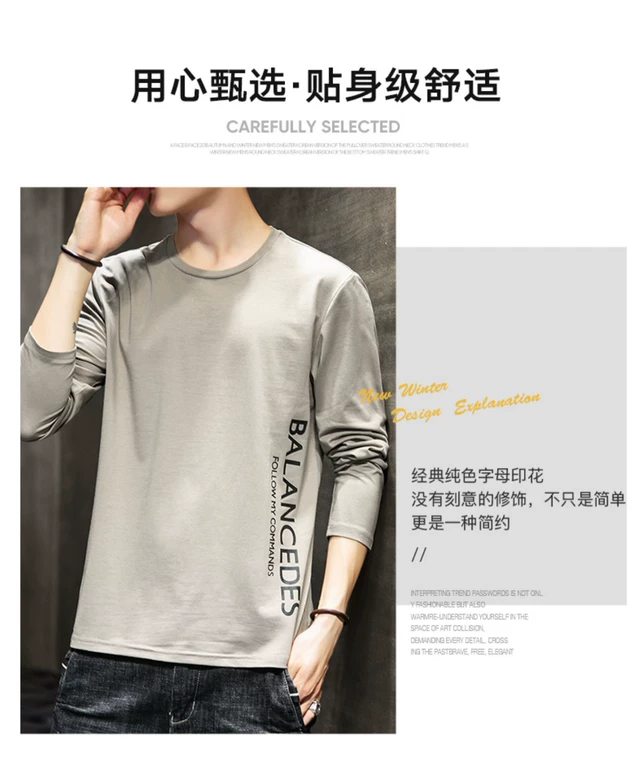 用心甄选·贴身级舒适
CAREFULLY SELECTED
BALANCEDES
FOLLOW MY COMMANDS
New Winter
Design Explanation
经典纯色字母印花
没有刻意的修饰，不只是简单
更是一种简约
//
INTERPRETING TREND PASSWORDS IS NOT ONL
Y FASHIONABLE BUT ALSO
WARMRE-UNDERSTAND YOURSELF IN THE
SPACE OF ART COLLISION,
DEMANDING EVERY DETAIL, CROSS
ING THE PASTBRAVE, FREE, ELEGANT